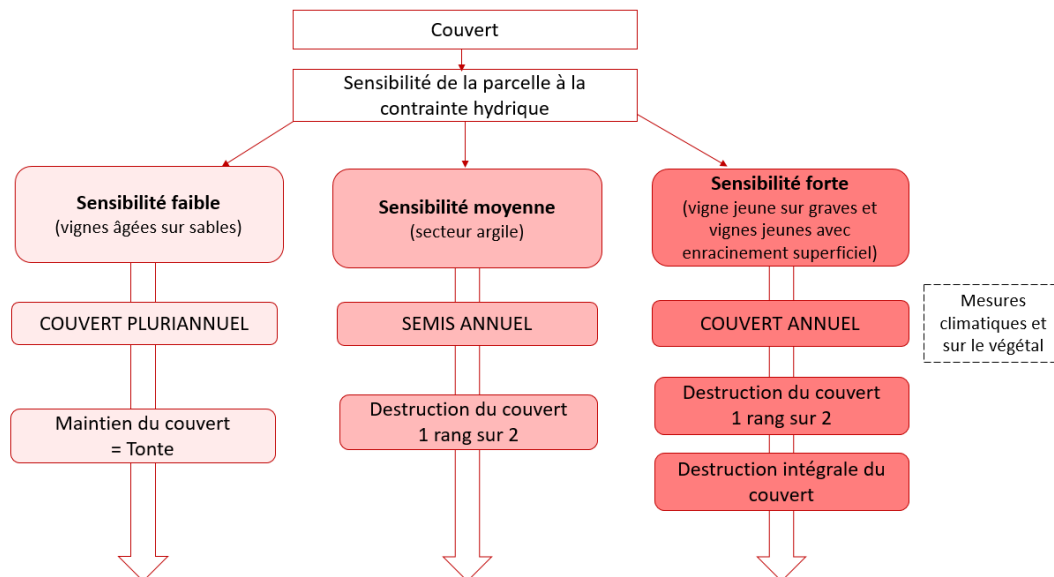 Couvert
Sensibilité de la parcelle à la
contrainte hydrique
Sensibilité faible
(vignes âgées sur sables)
Sensibilité moyenne
(secteur argile)
Sensibilité forte
(vigne jeune sur graves et
vignes jeunes avec
enracinement superficiel)
COUVERT PLURIANNUEL
SEMIS ANNUEL
COUVERT ANNUEL
Mesures
climatiques et
sur le végétal
Maintien du couvert
= Tonte
Destruction du couvert
1 rang sur 2
Destruction du couvert
1 rang sur 2
Destruction intégrale du
couvert